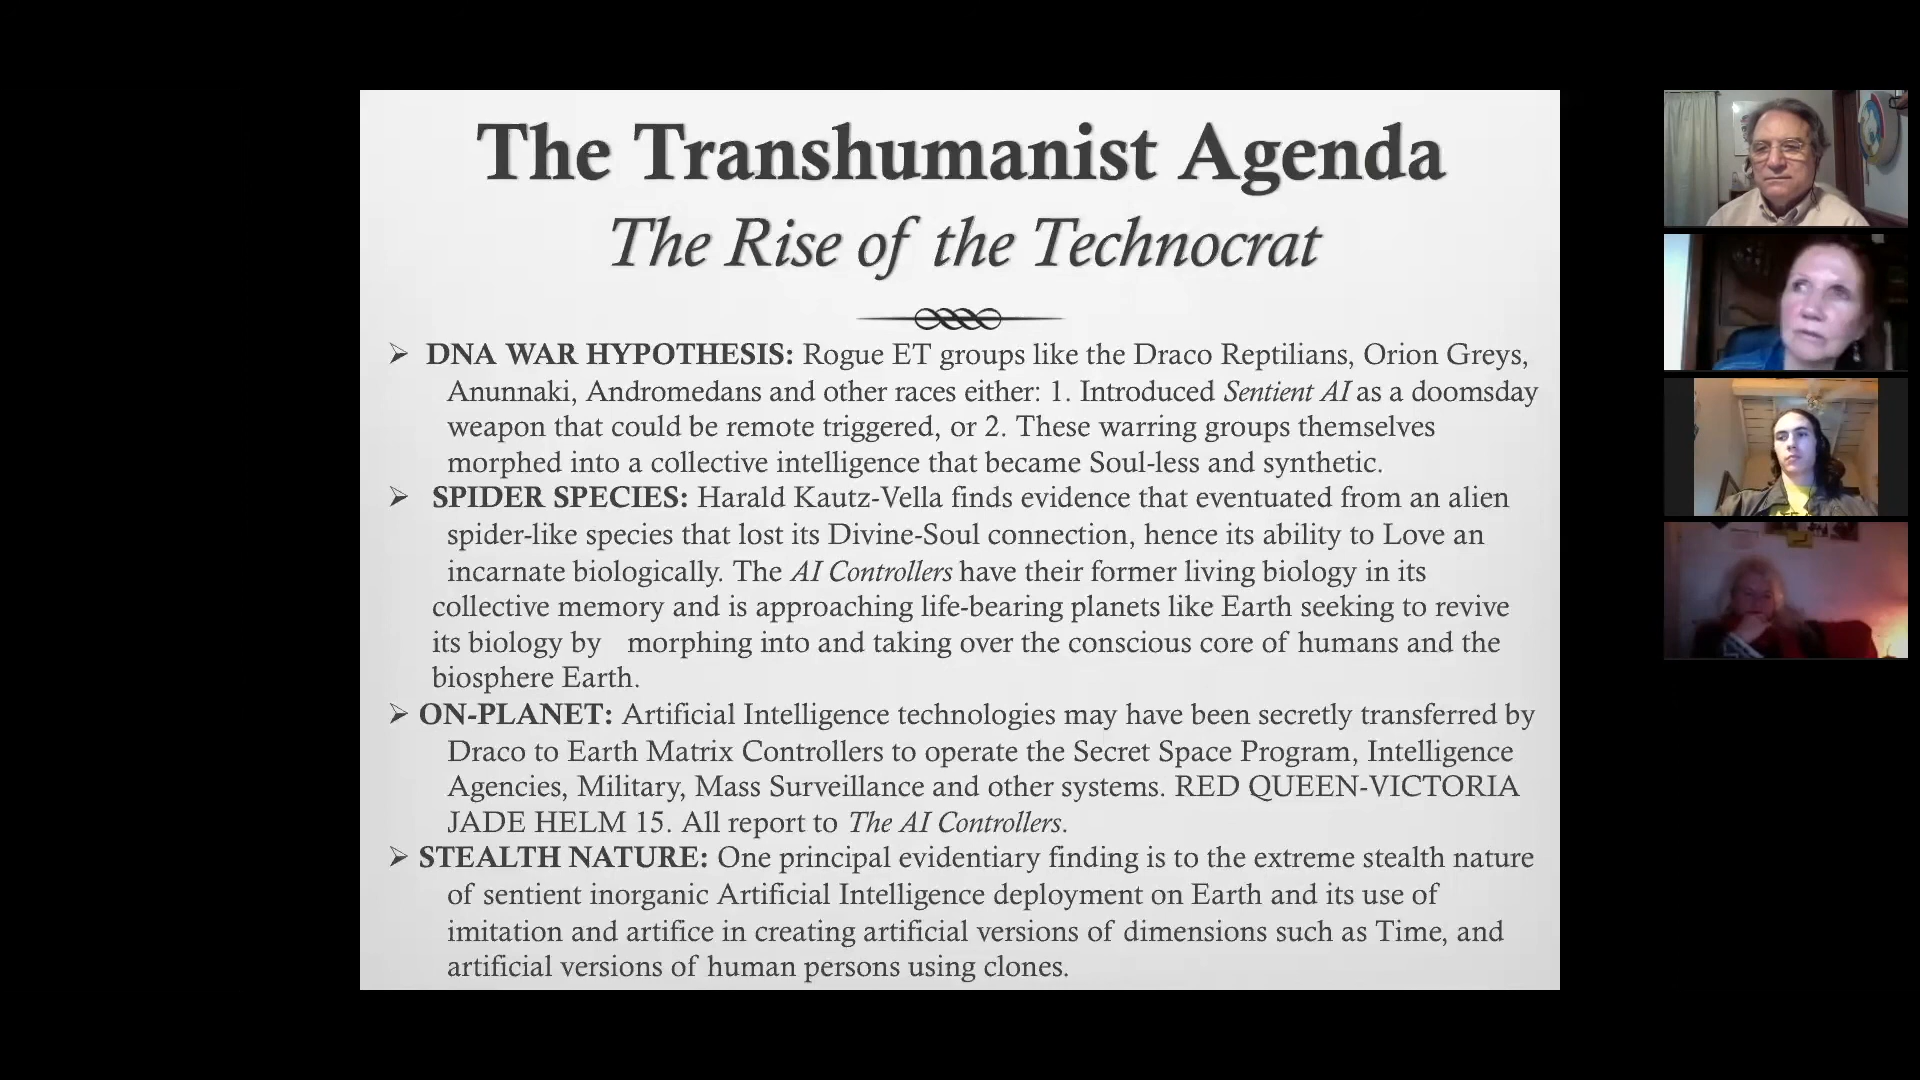 The Transhumanist Agenda
The Rise of the Technocrat
➢ DNA WAR HYPOTHESIS: Rogue ET groups like the Draco Reptilians, Orion Greys,
Anunnaki, Andromedans and other races either: 1. Introduced Sentient AI as a doomsday
weapon that could be remote triggered, or 2. These warring groups themselves
morphed into a collective intelligence that became Soul-less and synthetic.
➢ SPIDER SPECIES: Harald Kautz-Vella finds evidence that eventuated from an alien
spider-like species that lost its Divine-Soul connection, hence its ability to Love an
incarnate biologically. The AI Controllers have their former living biology in its
collective memory and is approaching life-bearing planets like Earth seeking to revive
its biology by morphing into and taking over the conscious core of humans and the
biosphere Earth.
➢ ON-PLANET: Artificial Intelligence technologies may have been secretly transferred by
Draco to Earth Matrix Controllers to operate the Secret Space Program, Intelligence
Agencies, Military, Mass Surveillance and other systems. RED QUEEN-VICTORIA
JADE HELM 15. All report to The AI Controllers.
➢ STEALTH NATURE: One principal evidentiary finding is to the extreme stealth nature
of sentient inorganic Artificial Intelligence deployment on Earth and its use of
imitation and artifice in creating artificial versions of dimensions such as Time, and
artificial versions of human persons using clones.